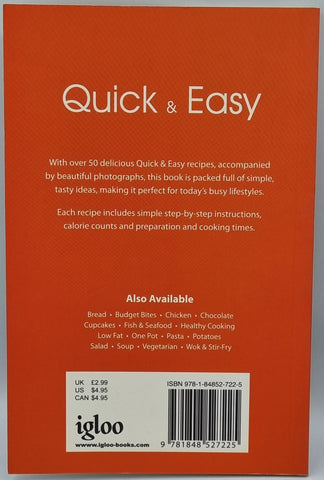 Quick & Easy
With over 50 delicious Quick & Easy recipes, accompanied
by beautiful photographs, this book is packed full of simple,
tasty ideas, making it perfect for today's busy lifestyles.
Each recipe includes simple step-by-step instructions,
calorie counts and preparation and cooking times.
Also Available
Bread • Budget Bites • Chicken • Chocolate
Cupcakes • Fish & Seafood • Healthy Cooking
Low Fat • One Pot • Pasta • Potatoes
Salad • Soup • Vegetarian • Wok & Stir-Fry
UK £2.99
US $4.95
CAN $4.95
igloo
www.igloo-books.com
ISBN 978-1-84852-722-5
9 781848 527225